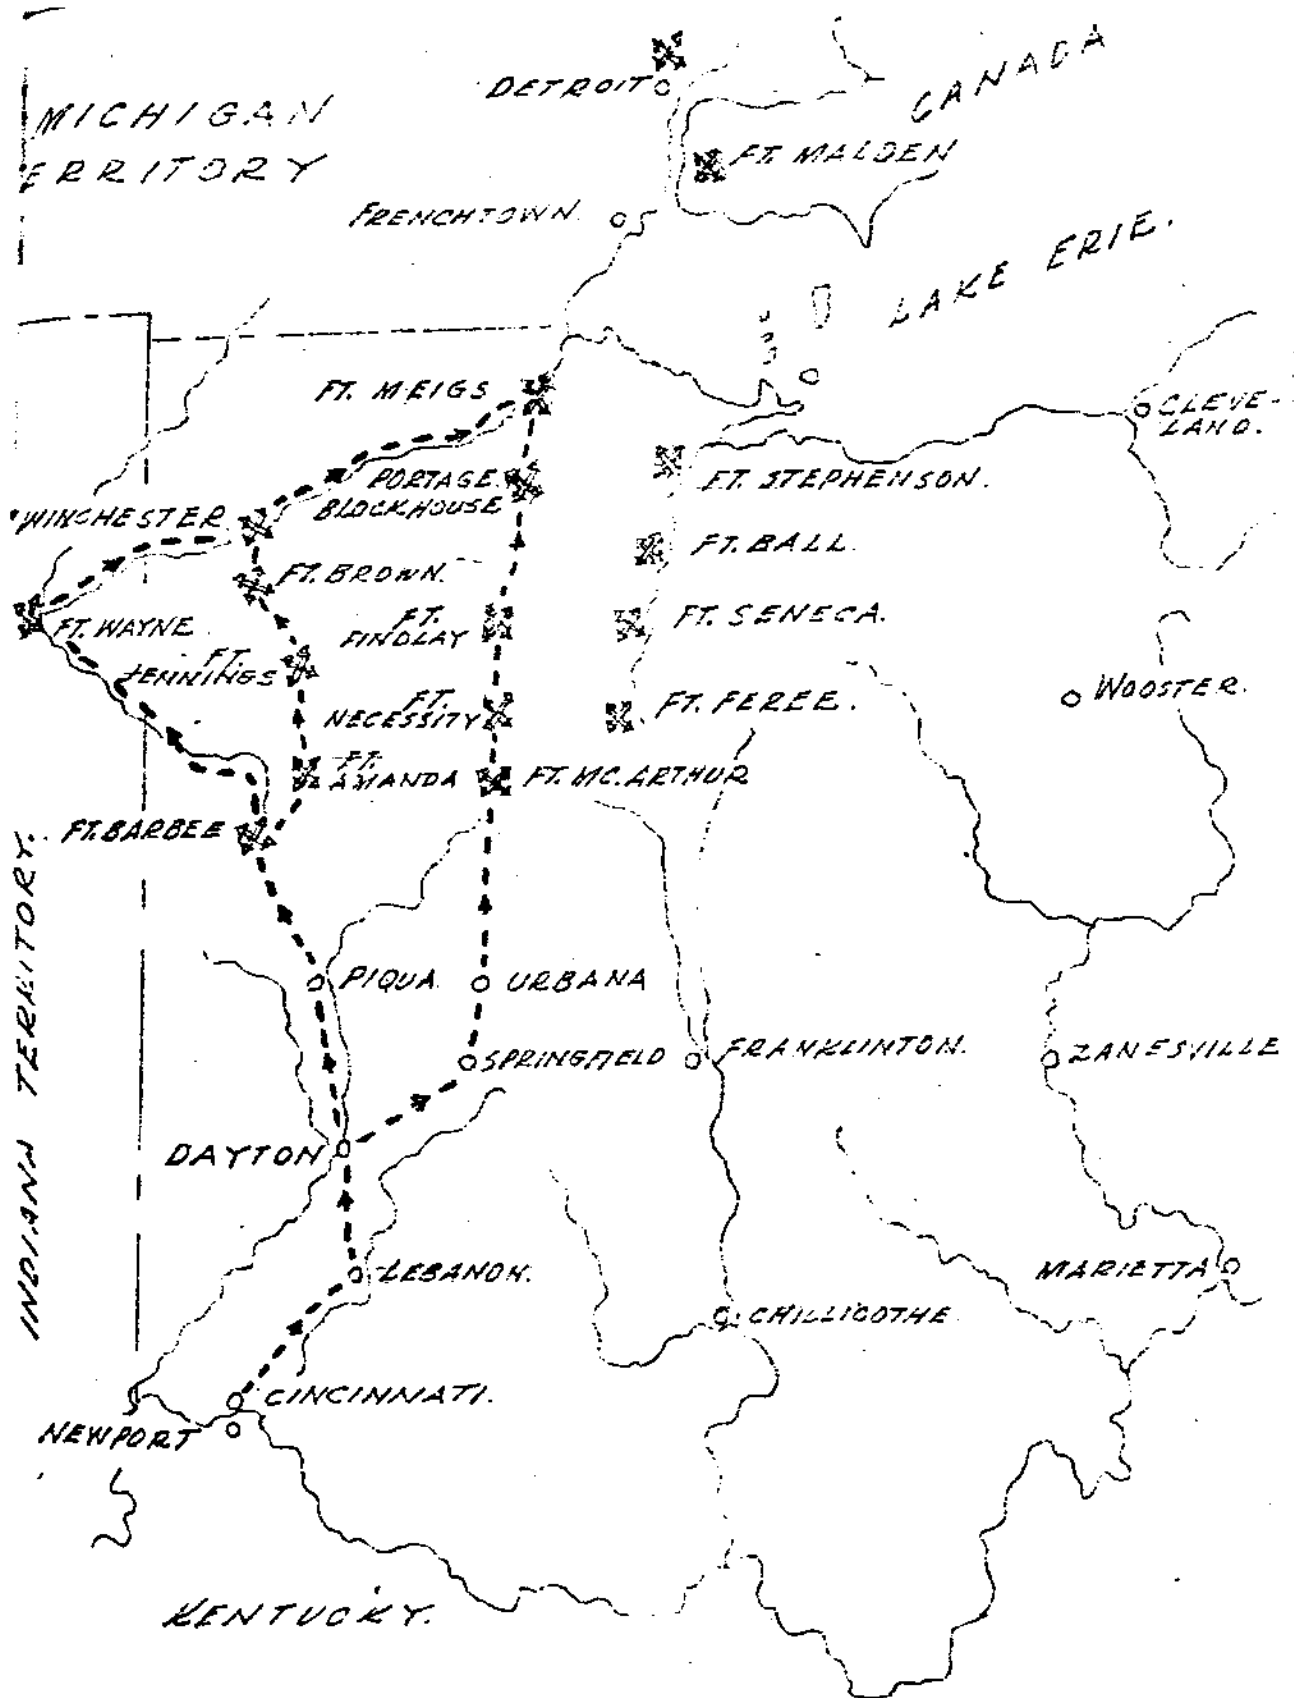 DETROIT
CANADA
MICHIGAN
ERRITORY
FT. MALDEN
FRENCHTOWN.
LAKE ERIE.
FT. MEIGS
CLEVE-
LAND.
PORTAGE
BLOCKHOUSE
FT. STEPHENSON.
WINCHESTER
FT. BALL.
FT. BROWN.
FT. WAYNE.
FT.
FINDLAY
FT. SENECA.
FT.
JENNINGS
FT.
NECESSITY
FT. FEREE.
WOOSTER.
FT.
AMANDA
FT. MC. ARTHUR
FT. BARBEE
INDIANA TERRITORY.
PIQUA.
URBANA
SPRINGFIELD
FRANKLINTON.
ZANESVILLE
DAYTON
LEBANON.
MARIETTA
CHILLICOTHE.
CINCINNATI.
NEWPORT
KENTUCKY.